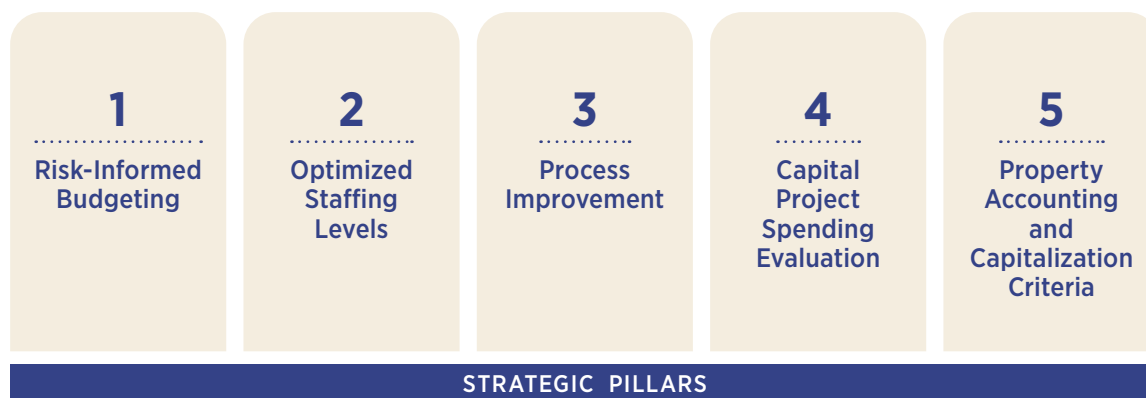 1
Risk-Informed
Budgeting
2
Optimized
Staffing
Levels
3
Process
Improvement
4
Capital
Project
Spending
Evaluation
5
Property
Accounting
and
Capitalization
Criteria
STRATEGIC PILLARS